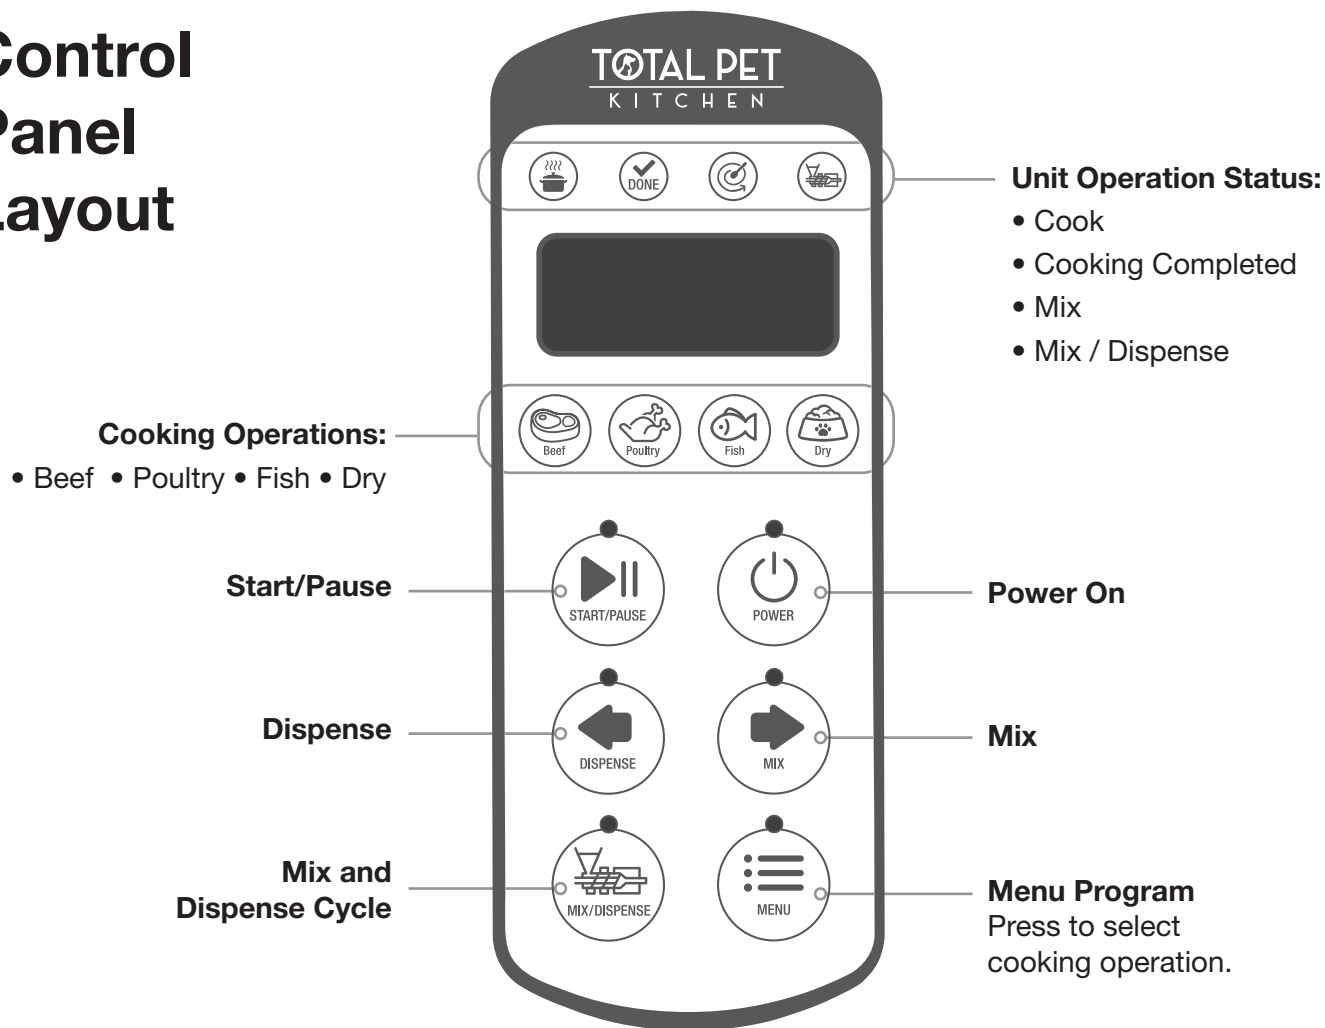 Control
Panel
Layout
TOTAL PET
KITCHEN
DONE
Unit Operation Status:
• Cook
• Cooking Completed
• Mix
• Mix / Dispense
Cooking Operations:
• Beef • Poultry • Fish • Dry
Beef
Poultry
Fish
Dry
Start/Pause
START/PAUSE
POWER
Power On
Dispense
DISPENSE
MIX
Mix
Mix and
Dispense Cycle
MIX/DISPENSE
MENU
Menu Program
Press to select
cooking operation.